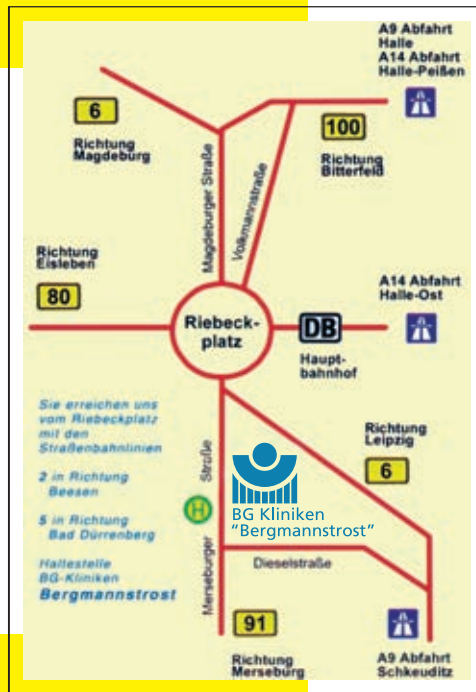 A9 Abfahrt
Halle
A14 Abfahrt
Halle-Peißen
6
Richtung
Magdeburg
100
Richtung
Bitterfeld
Magdeburger Straße
Volkmannstraße
Richtung
Eisleben
80
Riebeck-
platz
DB
Haupt-
bahnhof
A14 Abfahrt
Halle-Ost
Sie erreichen uns
vom Riebeckplatz
mit den
Straßenbahnlinien
2 in Richtung
Beesen
5 in Richtung
Bad Dürrenberg
Haltestelle
BG-Kliniken
Bergmannstrost
Merseburger Straße
H
BG Kliniken
"Bergmannstrost"
Richtung
Leipzig
6
Dieselstraße
91
Richtung
Merseburg
A9 Abfahrt
Schkeuditz